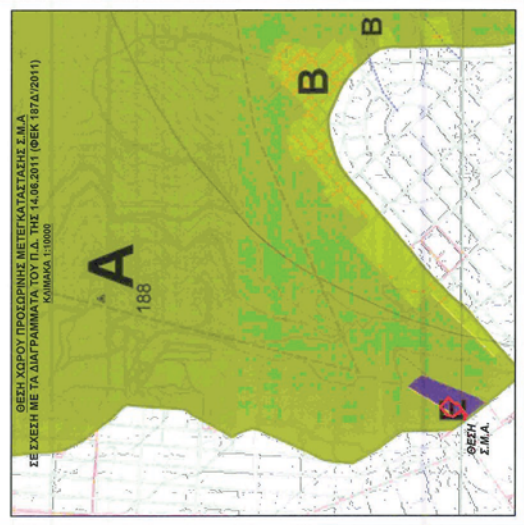 ΘΕΣΗ ΧΩΡΟΥ ΠΡΟΣΩΡΙΝΗΣ ΜΕΤΕΓΚΑΤΑΣΤΑΣΗΣ Σ.Μ.Α
ΣΕ ΣΧΕΣΗ ΜΕ ΤΑ ΔΙΑΓΡΑΜΜΑΤΑ ΤΟΥ Π.Δ. ΤΗΣ 14.06.2011 (ΦΕΚ 187Δ'/2011)
ΚΛΙΜΑΚΑ 1:10000
A
188
B
B
ΘΕΣΗ
Σ.Μ.Α.